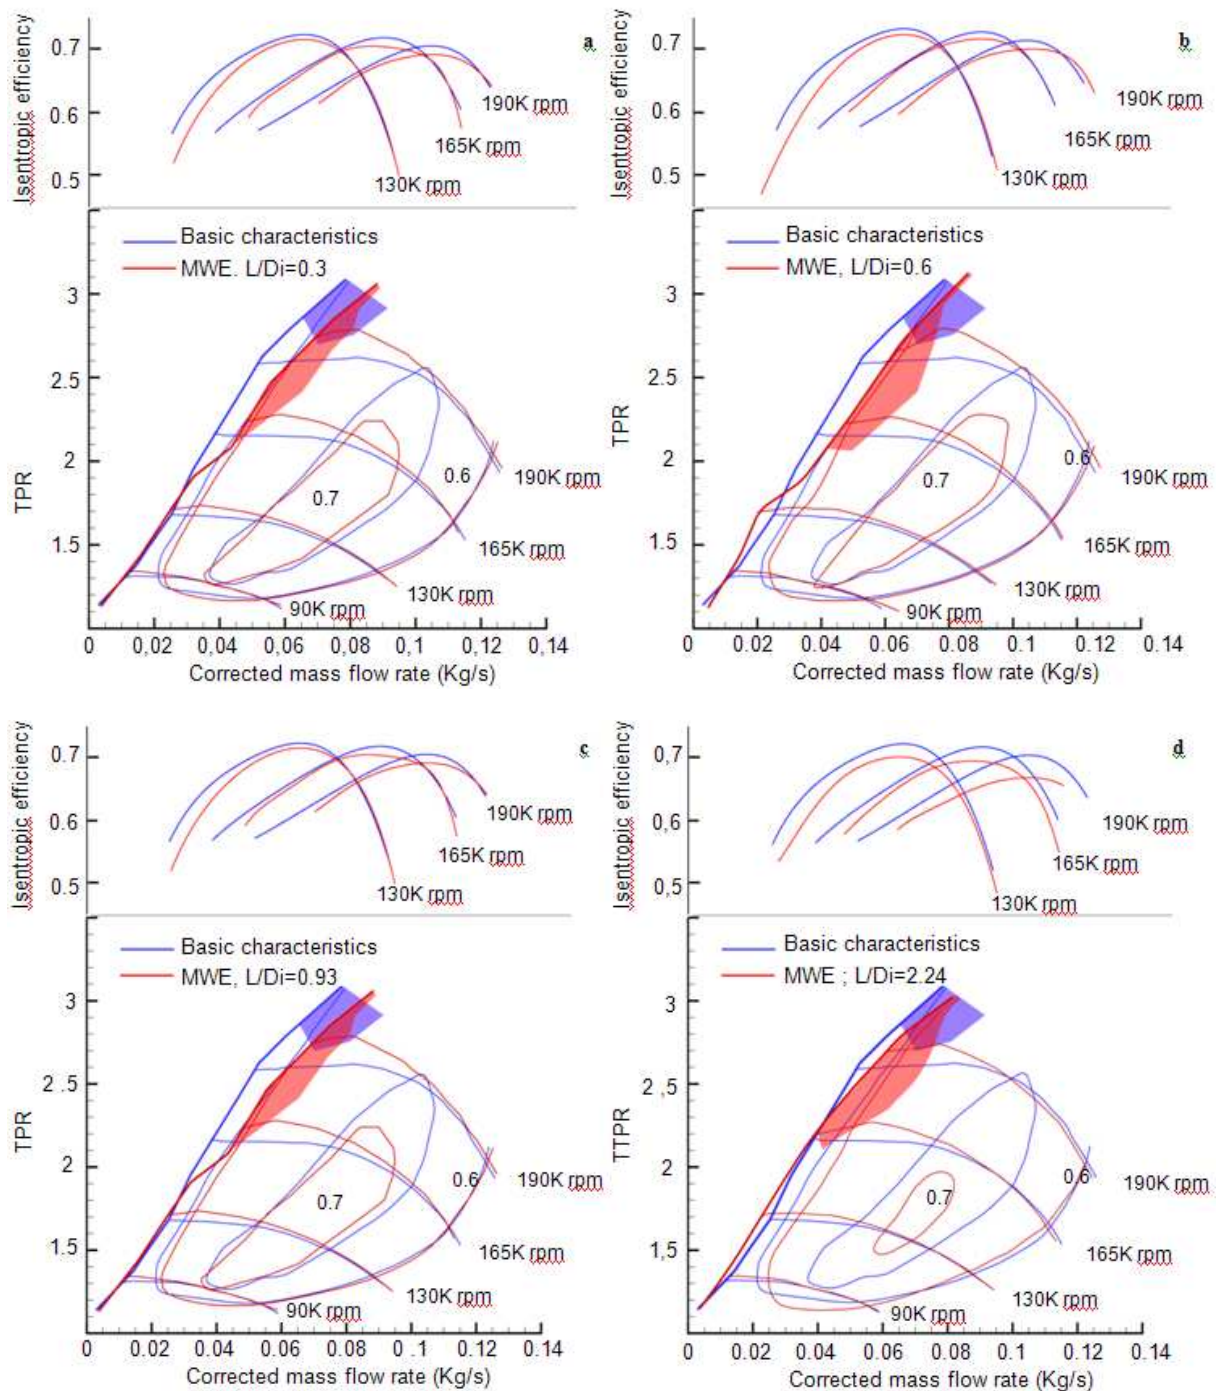 Isentropic efficiency
0.7
0.6
0.5
a
190K rpm
165K rpm
130K rpm
Basic characteristics
MWE. L/Di=0.3
TPR
3
2.5
2
1.5
1
0.7
0.6
190K rpm
165K rpm
130K rpm
90K rpm
0 0.02 0.04 0.06 0.08 0,1 0,12 0,14
Corrected mass flow rate (Kg/s)
Isentropic efficiency
0.7
0.6
0.5
b
190K rpm
165K rpm
130K rpm
Basic characteristics
MWE, L/Di=0.6
TPR
3
2.5
2
1.5
1
0.7
0.6
190K rpm
165K rpm
130K rpm
90K rpm
0 0.02 0.04 0.06 0.08 0.1 0.12 0.14
Corrected mass flow rate (Kg/s)
Isentropic efficiency
0.7
0.6
0.5
c
190K rpm
165K rpm
130K rpm
Basic characteristics
MWE, L/Di=0.93
TPR
3
2.5
2
1.5
1
0.7
0.6
190K rpm
165K rpm
130K rpm
90K rpm
0 0.02 0.04 0.06 0.08 0.1 0.12 0.14
Corrected mass flow rate (Kg/s)
Isentropic efficiency
0.7
0,6
0,5
d
190K rpm
165K rpm
130K rpm
Basic characteristics
MWE ; L/Di=2.24
TTPR
3
2 ,5
2
1,5
1
0.7
0.6
190K rpm
165K rpm
130K rpm
90K rpm
0 0.02 0.04 0.06 0.08 0.1 0.12 0.14
Corrected mass flow rate (Kg/s)